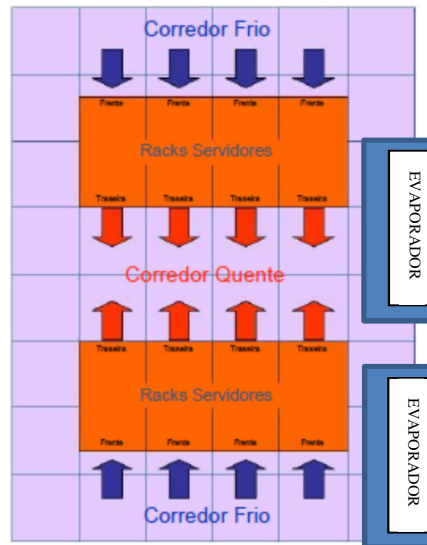 Corredor Frio
Frente Frente Frente Frente
Racks Servidores
Traseira Traseira Traseira Traseira
EVAPORADOR
Corredor Quente
Traseira Traseira Traseira Traseira
Racks Servidores
EVAPORADOR
Frente Frente Frente Frente
Corredor Frio